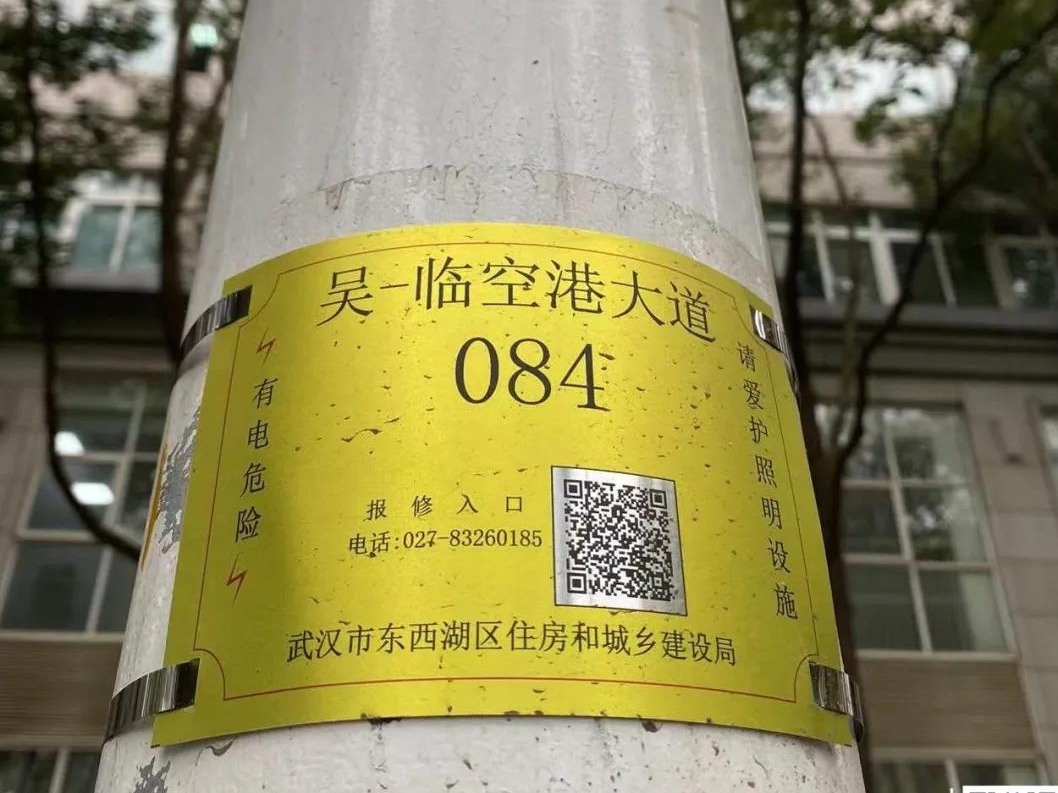 吴-临空港大道
084
有电危险
请爱护照明设施
报修入口
电话:027-83260185
武汉市东西湖区住房和城乡建设局